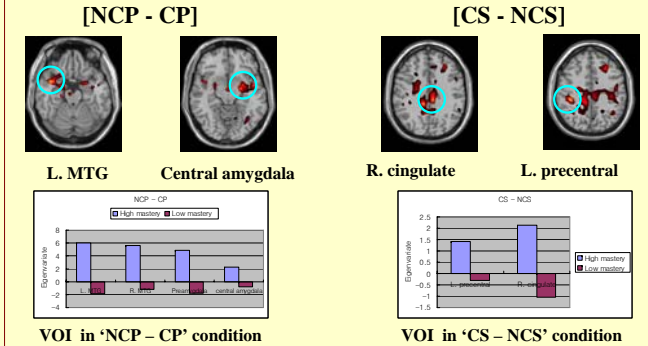 [NCP - CP]
[CS - NCS]
L. MTG
Central amygdala
R. cingulate
L. precentral
NCP – CP
High mastery
Low mastery
Eigenvariate
8
6
4
2
0
−2
−4
L. MTG
R. MTG
Preamygdala
central amygdala
VOI in ‘NCP – CP’ condition
CS – NCS
Eigenvariate
2.5
2
1.5
1
0.5
0
−0.5
−1
−1.5
L. precentral
R. cingulate
High mastery
Low mastery
VOI in ‘CS – NCS’ condition